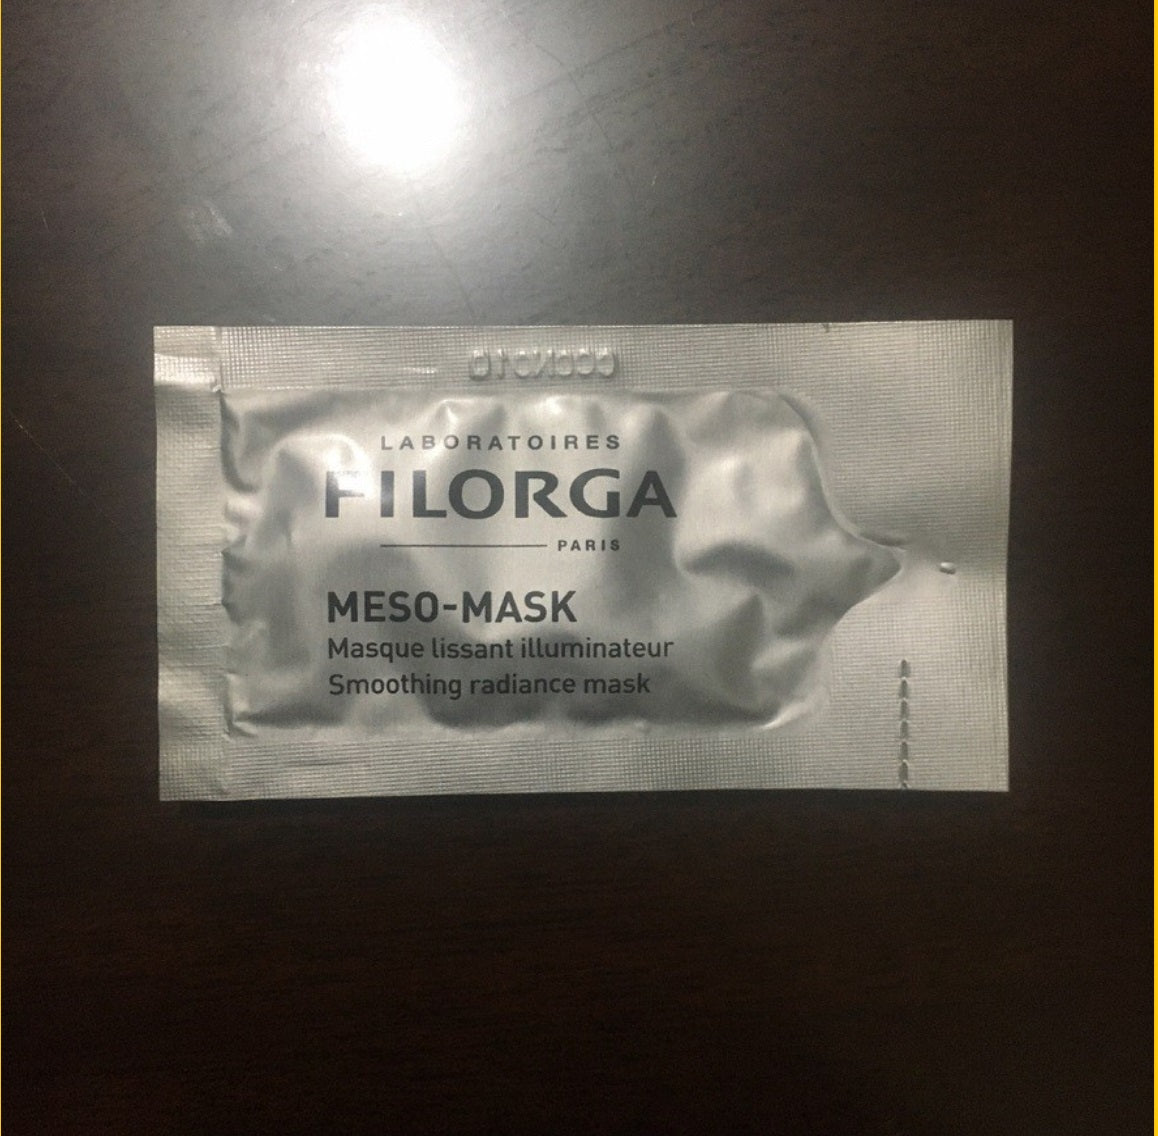 LABORATOIRES
FILORGA
PARIS
MESO-MASK
Masque lissant illuminateur
Smoothing radiance mask